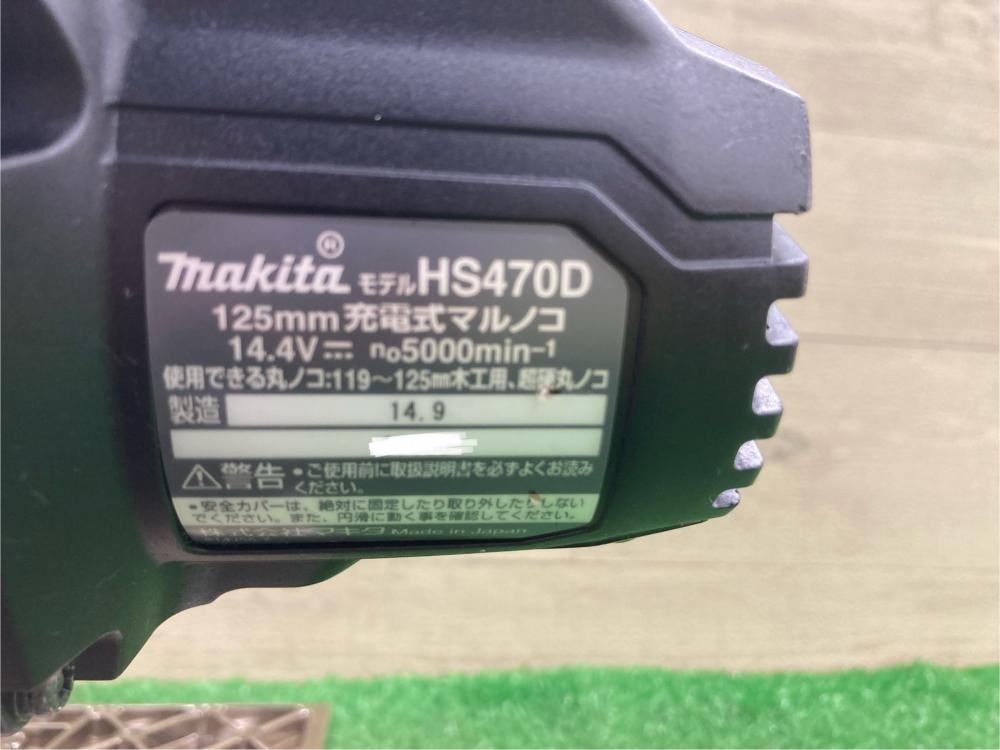 makita® モデルHS470D
125mm充電式マルノコ
14.4V⎓ n₀5000min⁻¹
使用できる丸ノコ:119～125㎜木工用、超硬丸ノコ
製造 14.9
⚠警告 •ご使用前に取扱説明書を必ずよくお読み
ください。
•安全カバーは、絶対に固定したり取り外したりしない
でください。また、円滑に動く事を確認してください。
株式会社マキタ Made in Japan